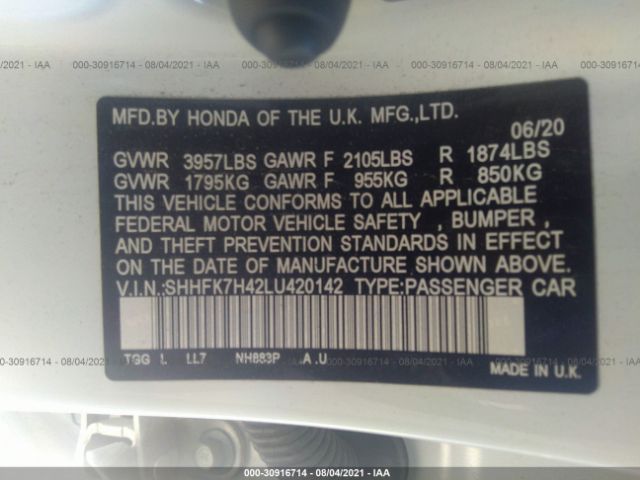 000-30916714 - 08/04/2021 - IAA
MFD.BY HONDA OF THE U.K. MFG.,LTD.
06/20
GVWR 3957LBS GAWR F 2105LBS R 1874LBS
GVWR 1795KG GAWR F 955KG R 850KG
THIS VEHICLE CONFORMS TO ALL APPLICABLE
FEDERAL MOTOR VEHICLE SAFETY , BUMPER ,
AND THEFT PREVENTION STANDARDS IN EFFECT
ON THE DATE OF MANUFACTURE SHOWN ABOVE.
V.I.N.:SHHFK7H42LU420142 TYPE:PASSENGER CAR
TGG L LL7 NH883P A .U
MADE IN U.K.
000-30916714 - 08/04/2021 - IAA